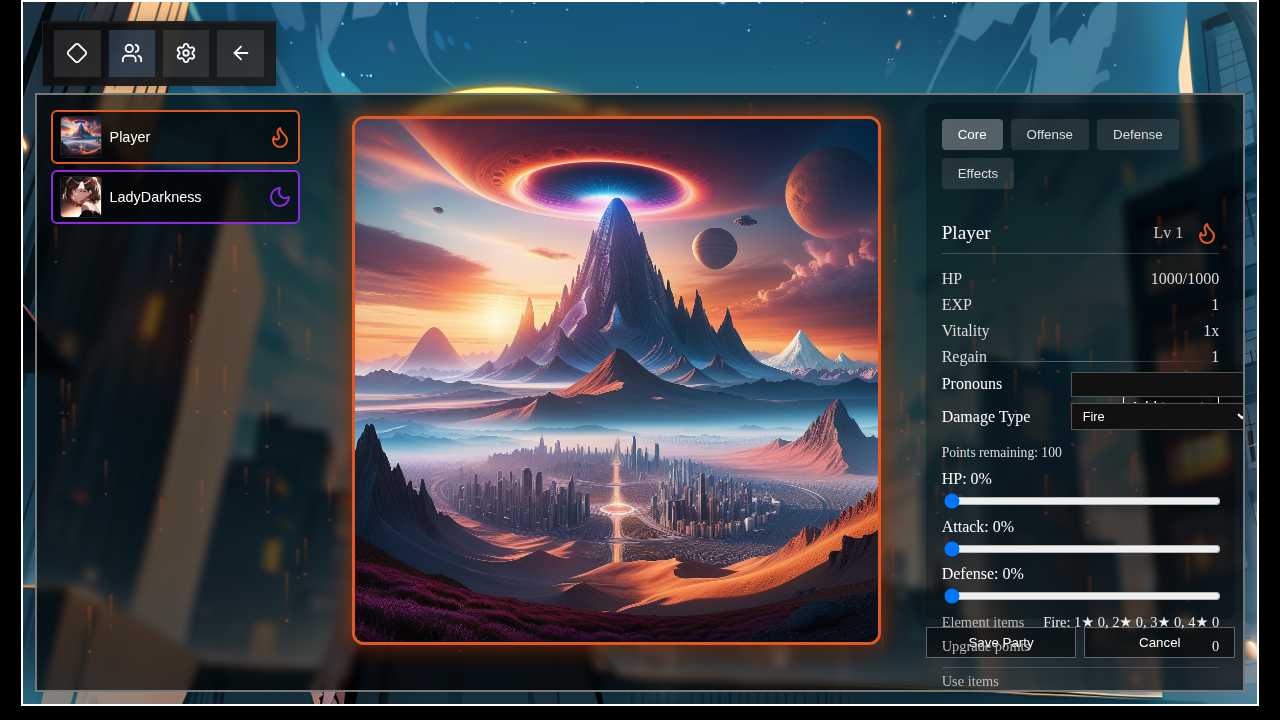 Player
LadyDarkness
Core
Offense
Defense
Effects
Player Lv 1
HP 1000/1000
EXP 1
Vitality 1x
Regain 1
Pronouns
Damage Type Fire
Points remaining: 100
HP: 0%
Attack: 0%
Defense: 0%
Element items Fire: 1★ 0, 2★ 0, 3★ 0, 4★ 0
Upgrade points 0
Save Party
Cancel
Use items